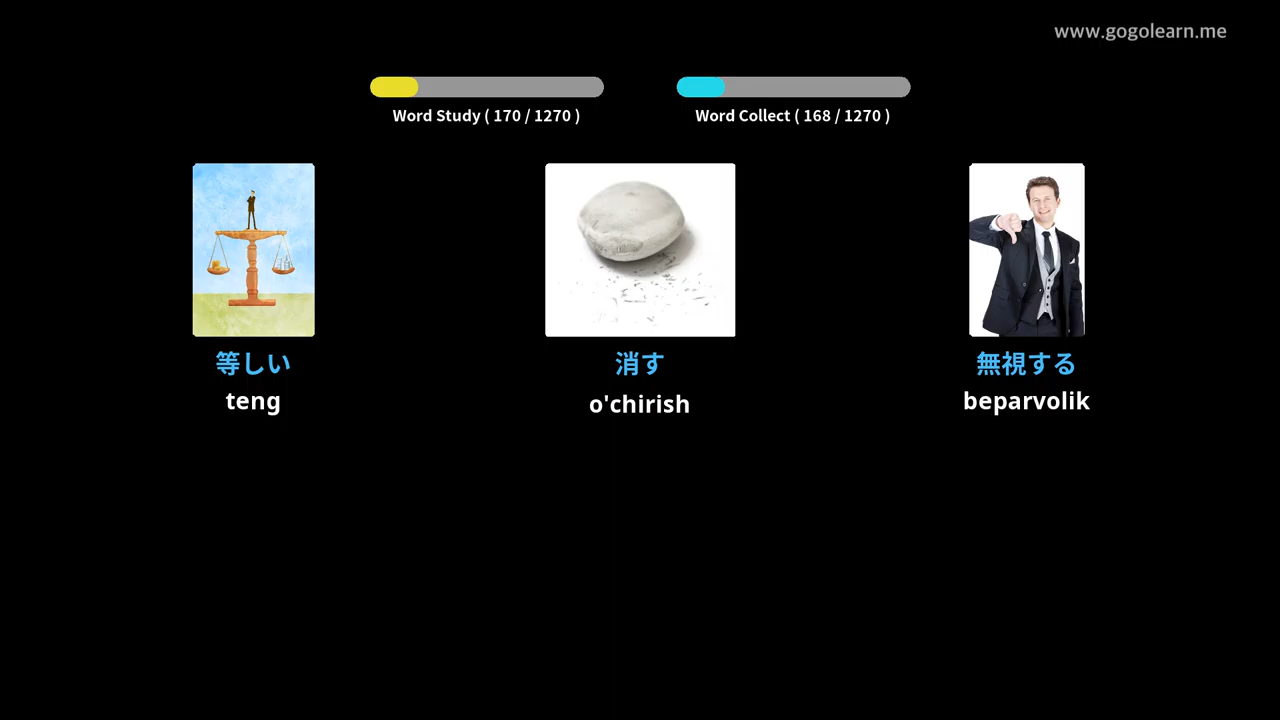 www.gogolearn.me
Word Study ( 170 / 1270 )
Word Collect ( 168 / 1270 )
等しい
teng
消す
o'chirish
無視する
beparvolik